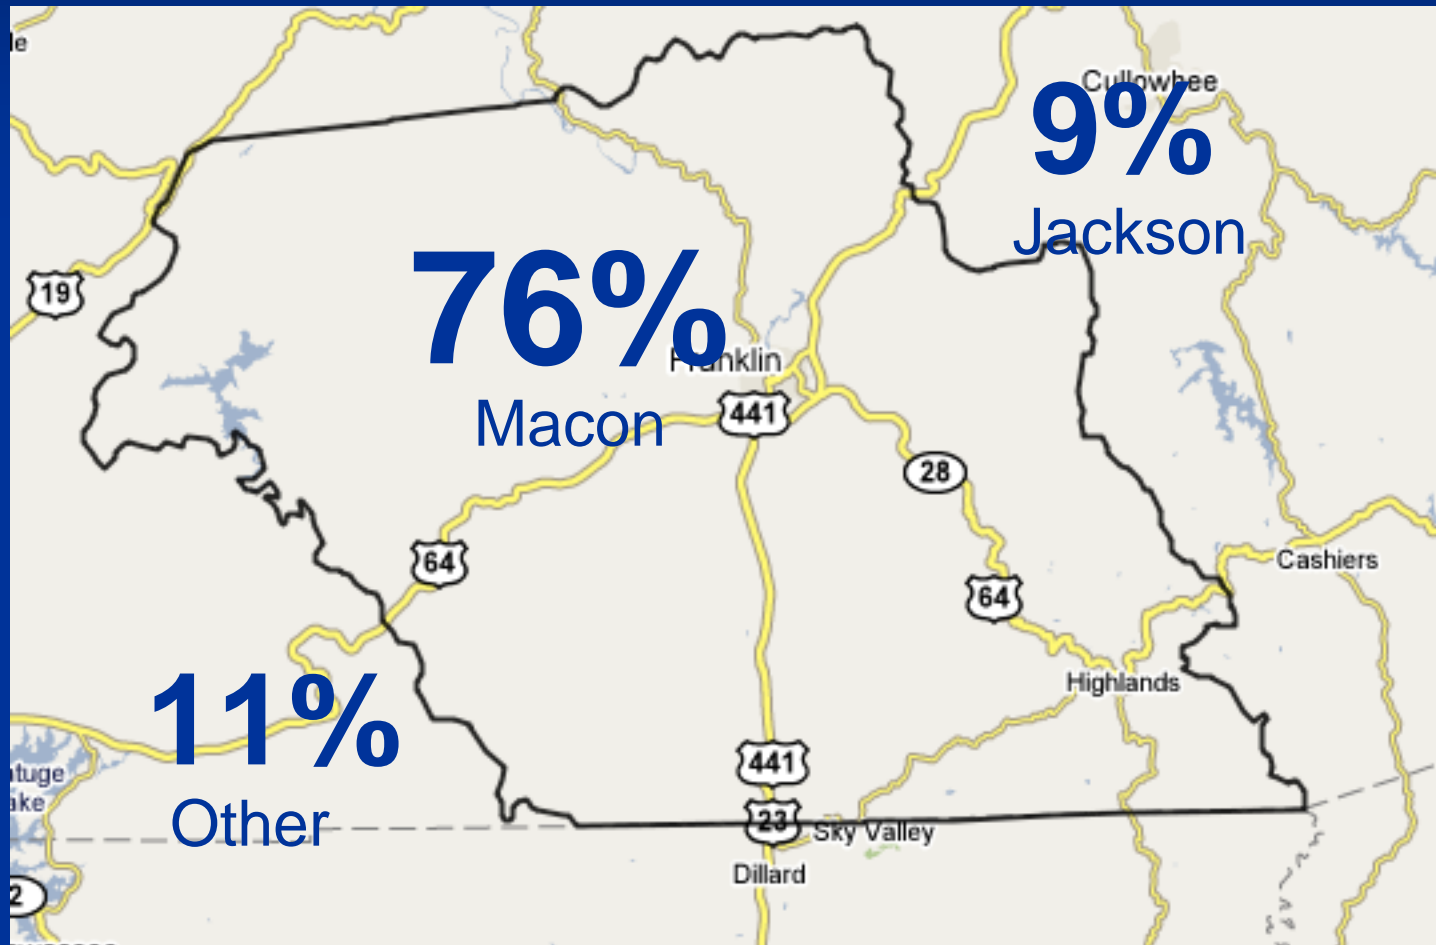 Cullowhee
9%
Jackson
19
76%
Macon
Franklin
441
28
64
64
Cashiers
Highlands
11%
Other
441
23
Sky Valley
Dillard
2